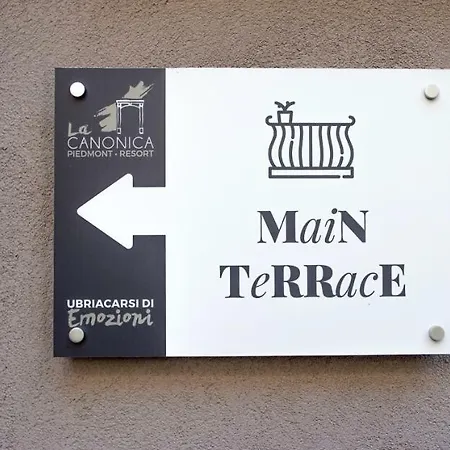 La
CANONICA
PIEDMONT • RESORT
UBRIACARSI DI
Emozioni
MaiN
TeRRacE